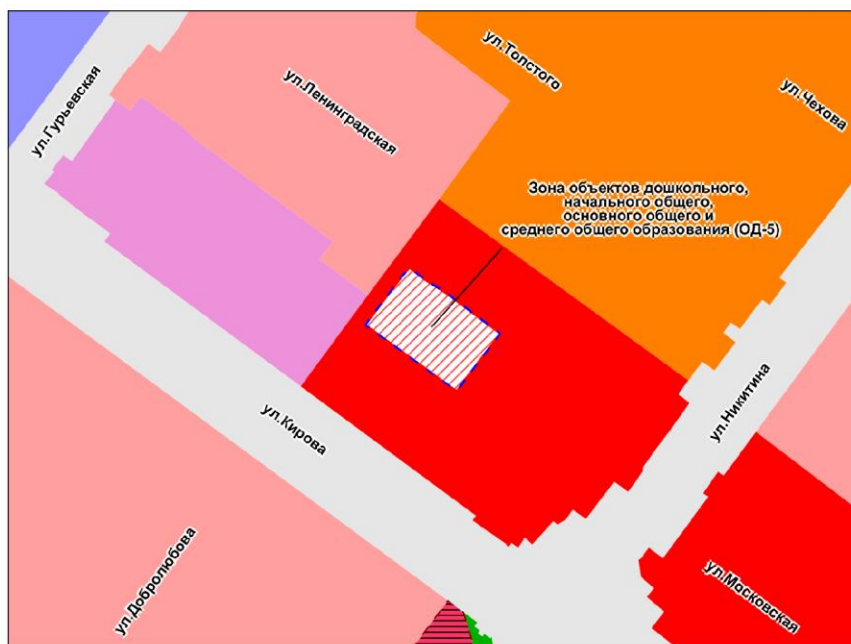 ул.Толстого
ул.Чехова
ул.Гурьевская
ул.Ленинградская
Зона объектов дошкольного,
начального общего,
основного общего и
среднего общего образования (ОД-5)
ул.Никитина
ул.Кирова
ул.Добролюбова
ул.Московская